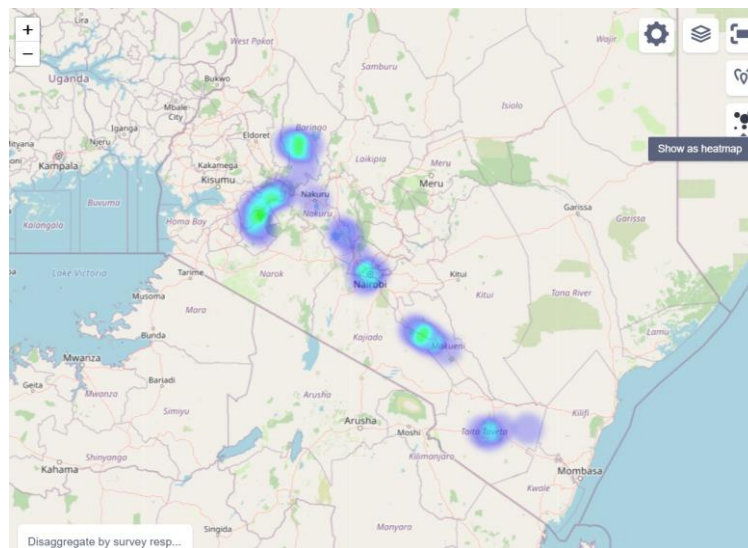 Lira
Uganda
West Pokot
Samburu
Wajir
Isiolo
Bukwo
Mbale
City
Iganga
Njeru
Kampala
Eldoret
Baringo
Kakamega
Kisumu
Laikipia
Meru
Meru
Show as heatmap
Garissa
Garissa
Buvuma
Kalangala
Homa Bay
Nakuru
Nakuru
Lake Victoria
Tarime
Narok
Nairobi
Kitui
Kitui
Tana River
Lamu
Musoma
Mara
Bunda
Kajiado
Makueni
Mwanza
Bariadi
Geita
Mwanza
Simiyu
Arusha
Arusha
Moshi
Kilimanjaro
Taita Taveta
Kilifi
Mombasa
Kwale
Kahama
Shinyanga
Singida
Manyara
Disaggregate by survey resp...